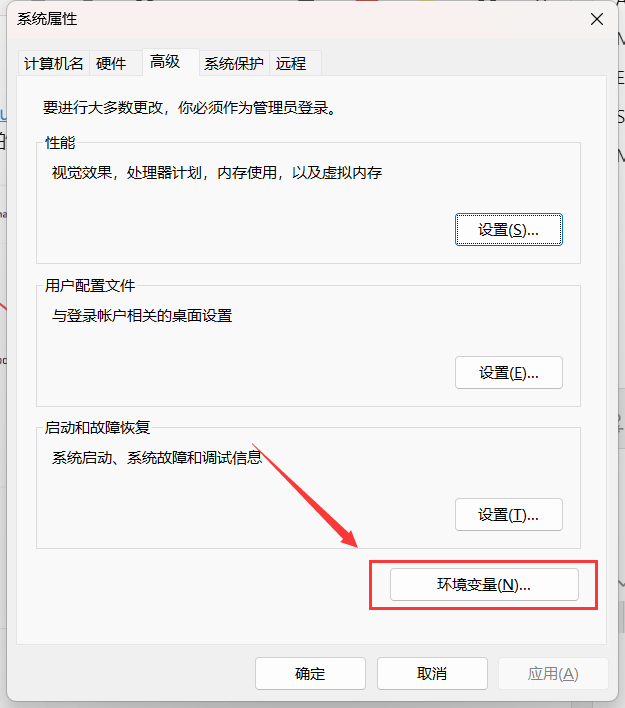 系统属性
计算机名 硬件 高级 系统保护 远程
要进行大多数更改，你必须作为管理员登录。
性能
视觉效果，处理器计划，内存使用，以及虚拟内存
设置(S)...
用户配置文件
与登录帐户相关的桌面设置
设置(E)...
启动和故障恢复
系统启动、系统故障和调试信息
设置(T)...
环境变量(N)...
确定 取消 应用(A)